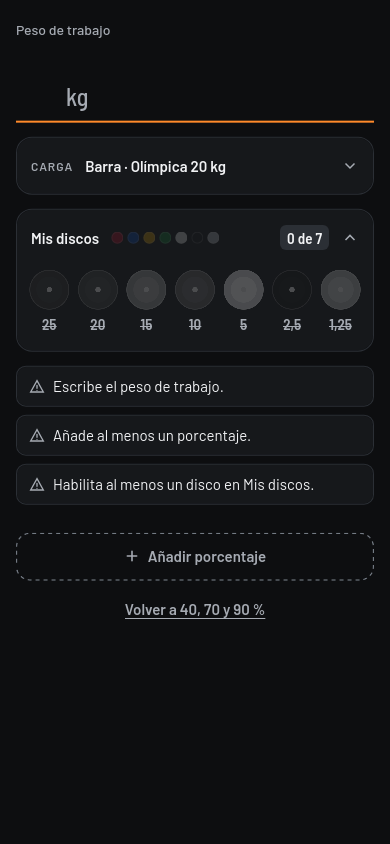 Peso de trabajo
kg
CARGA Barra · Olímpica 20 kg
Mis discos 0 de 7
25 20 15 10 5 2,5 1,25
Escribe el peso de trabajo.
Añade al menos un porcentaje.
Habilita al menos un disco en Mis discos.
+ Añadir porcentaje
Volver a 40, 70 y 90 %